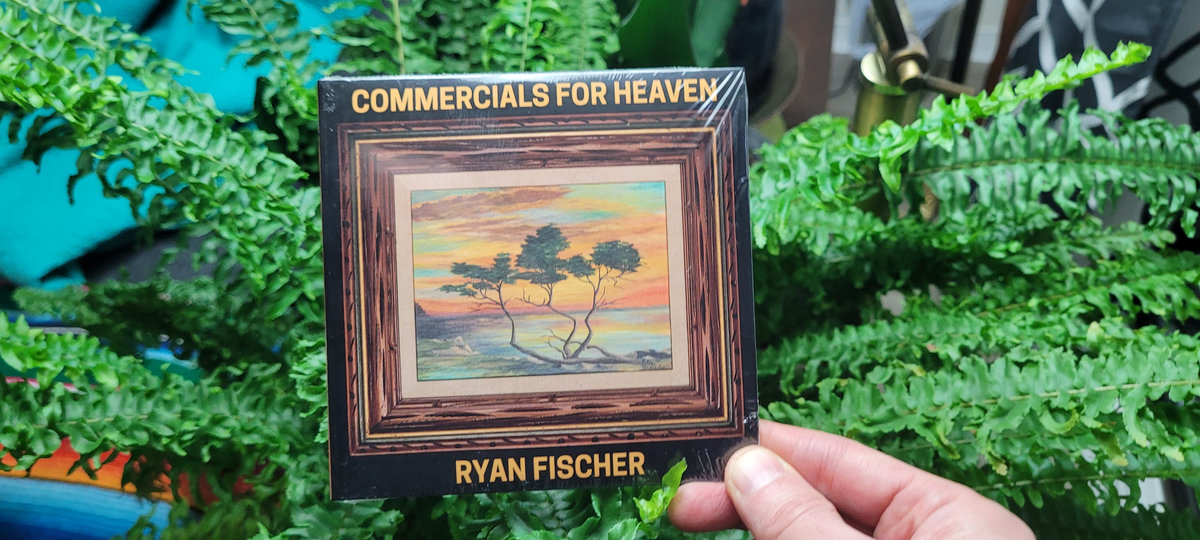 COMMERCIALS FOR HEAVEN
RYAN FISCHER